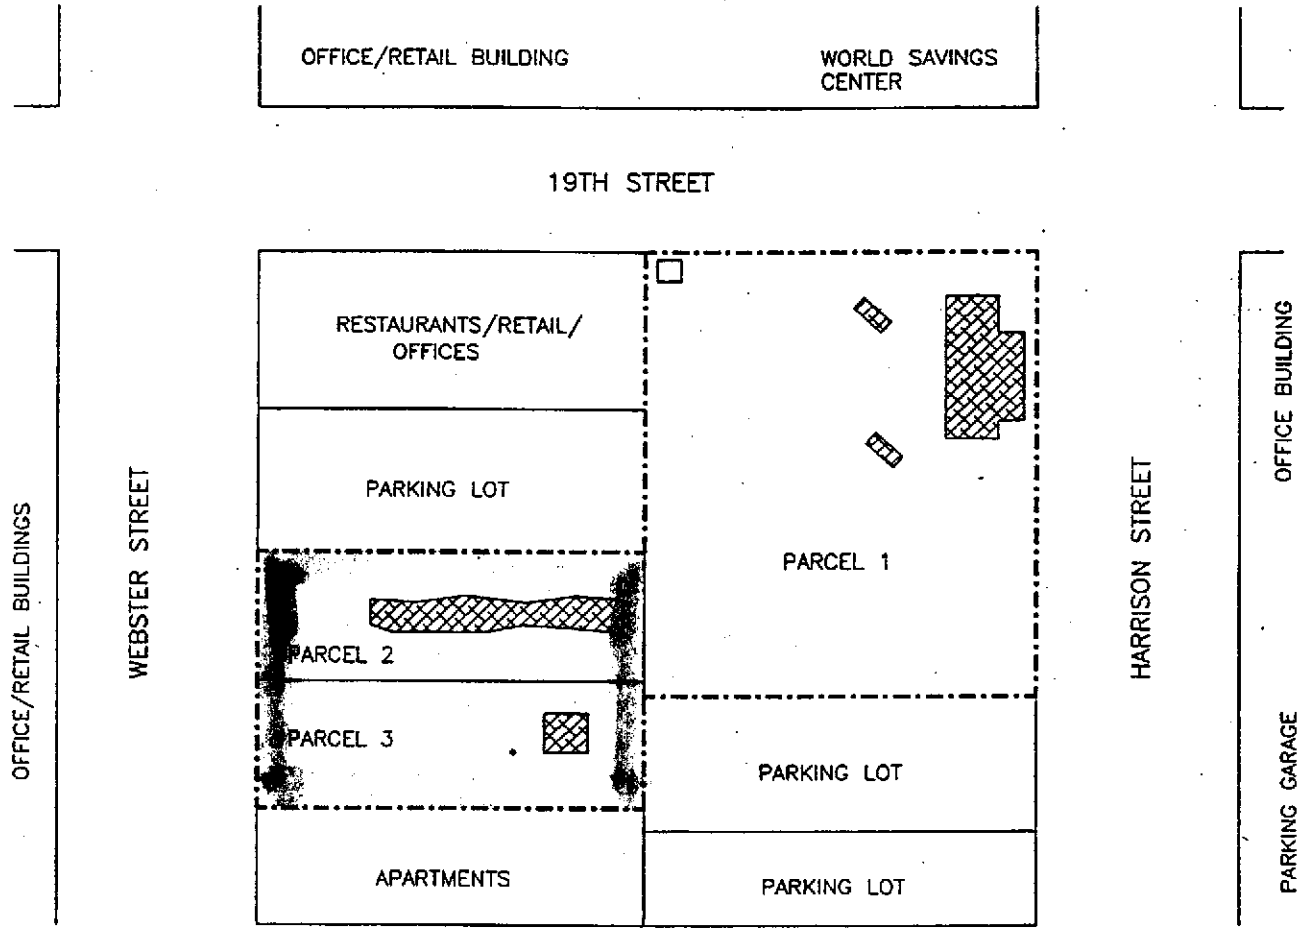 OFFICE/RETAIL BUILDING
WORLD SAVINGS
CENTER
19TH STREET
RESTAURANTS/RETAIL/
OFFICES
PARKING LOT
PARCEL 1
PARCEL 2
PARCEL 3
PARKING LOT
APARTMENTS
PARKING LOT
OFFICE/RETAIL BUILDINGS
WEBSTER STREET
HARRISON STREET
OFFICE BUILDING
PARKING GARAGE